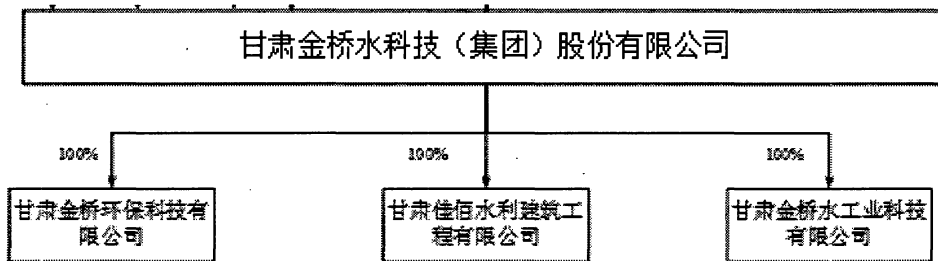 甘肃金桥水科技（集团）股份有限公司
100%
100%
100%
甘肃金桥环保科技有
限公司
甘肃佳佰水利建筑工
程有限公司
甘肃金桥水工业科技
有限公司